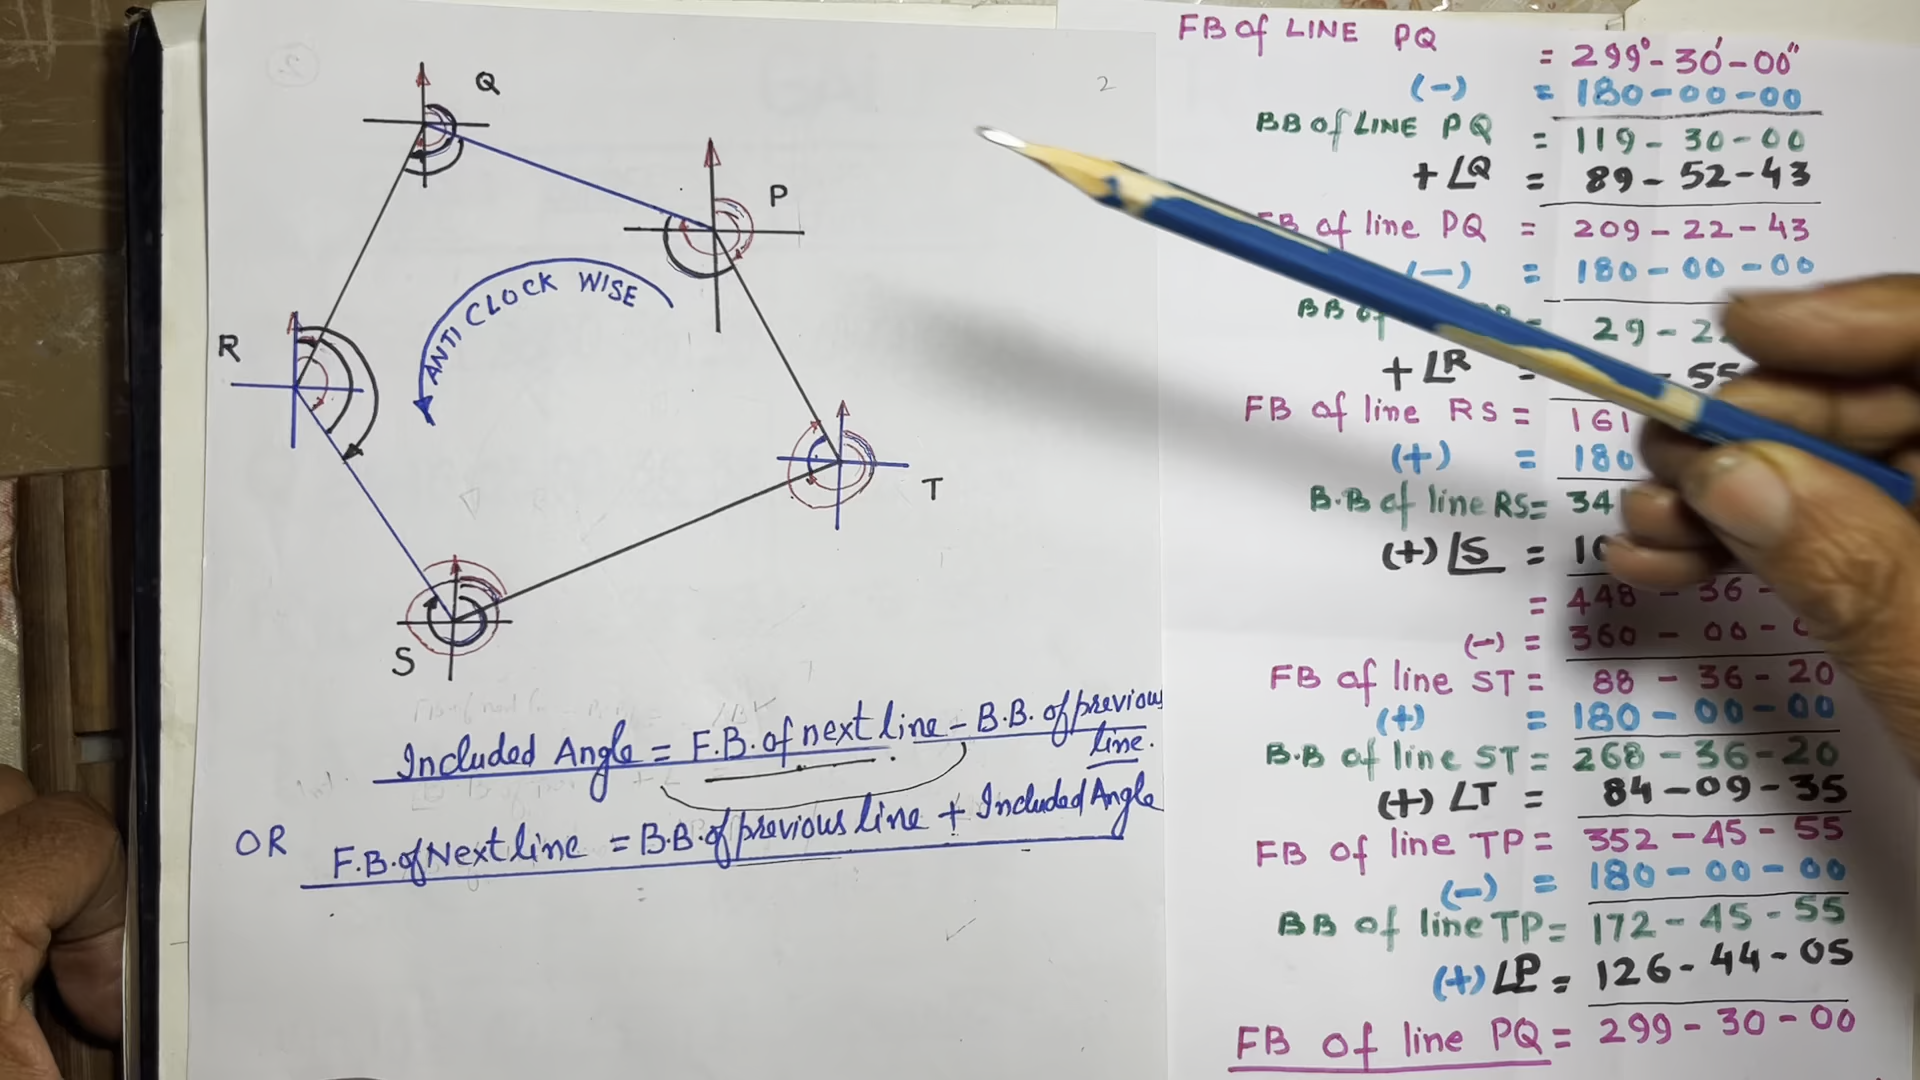 2
Q
P
R
T
S
ANTI CLOCK WISE
Included Angle = F.B. of next line - B.B. of previous
line.
OR F.B. of Next line = B.B. of previous line + Included Angle
FB of LINE PQ = 299° - 30' - 00"
(-) = 180 - 00 - 00
BB of LINE PQ = 119 - 30 - 00
+ ∠Q = 89 - 52 - 43
FB of line PQ = 209 - 22 - 43
(-) = 180 - 00 - 00
BB of = 29 - 2
+ ∠R = - 55
FB of line RS = 161
(+) = 180
B.B of line RS = 34
(+) ∠S = 10
= 448 - 36 -
(-) = 360 - 00 -
FB of line ST = 88 - 36 - 20
(+) = 180 - 00 - 00
B.B of line ST = 268 - 36 - 20
(+) ∠T = 84 - 09 - 35
FB of line TP = 352 - 45 - 55
(-) = 180 - 00 - 00
BB of line TP = 172 - 45 - 55
(+) ∠P = 126 - 44 - 05
FB of line PQ = 299 - 30 - 00